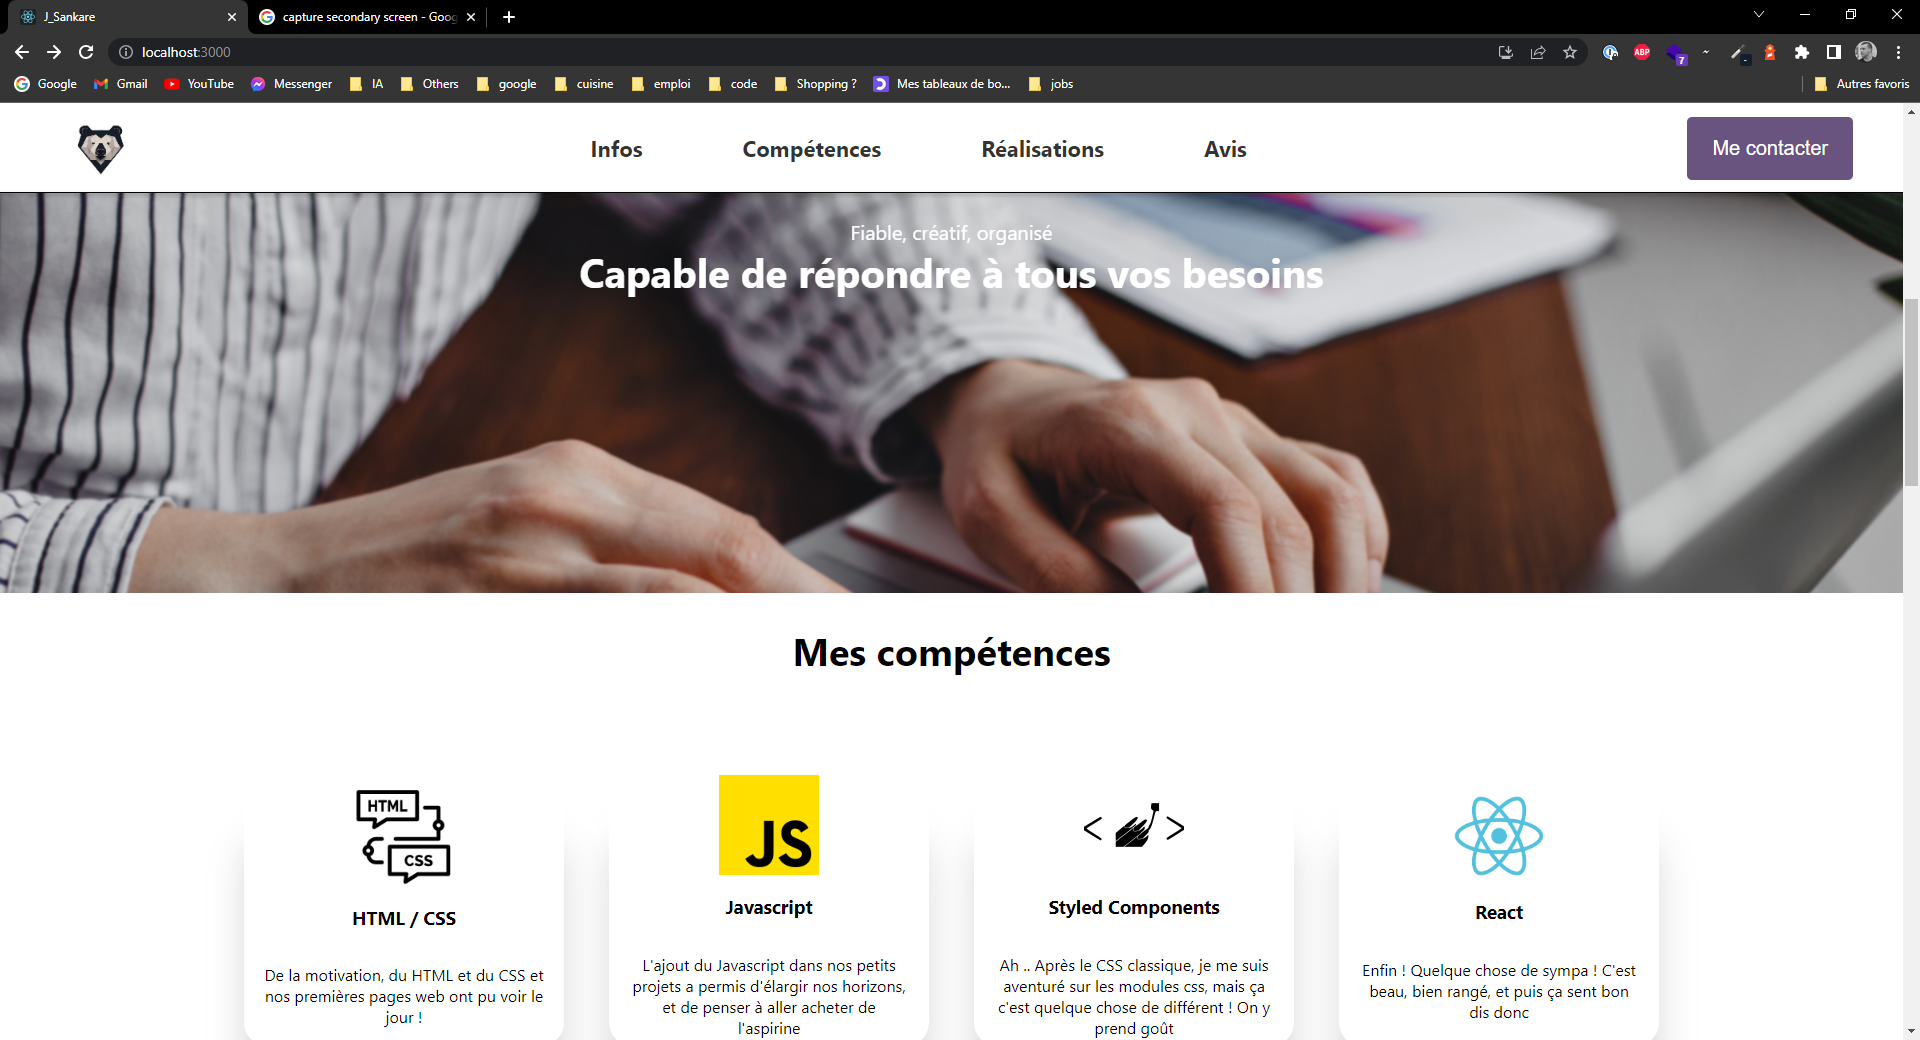 J_Sankare
capture secondary screen - Goog
localhost:3000
ABP
7
Google
Gmail
YouTube
Messenger
IA
Others
google
cuisine
emploi
code
Shopping ?
Mes tableaux de bo...
jobs
Autres favoris
Infos
Compétences
Réalisations
Avis
Me contacter
Fiable, créatif, organisé
Capable de répondre à tous vos besoins
Mes compétences
HTML
CSS
HTML / CSS
De la motivation, du HTML et du CSS et
nos premières pages web ont pu voir le
jour !
JS
Javascript
L'ajout du Javascript dans nos petits
projets a permis d'élargir nos horizons,
et de penser à aller acheter de
l'aspirine
< >
Styled Components
Ah .. Après le CSS classique, je me suis
aventuré sur les modules css, mais ça
c'est quelque chose de différent ! On y
prend goût
React
Enfin ! Quelque chose de sympa ! C'est
beau, bien rangé, et puis ça sent bon
dis donc